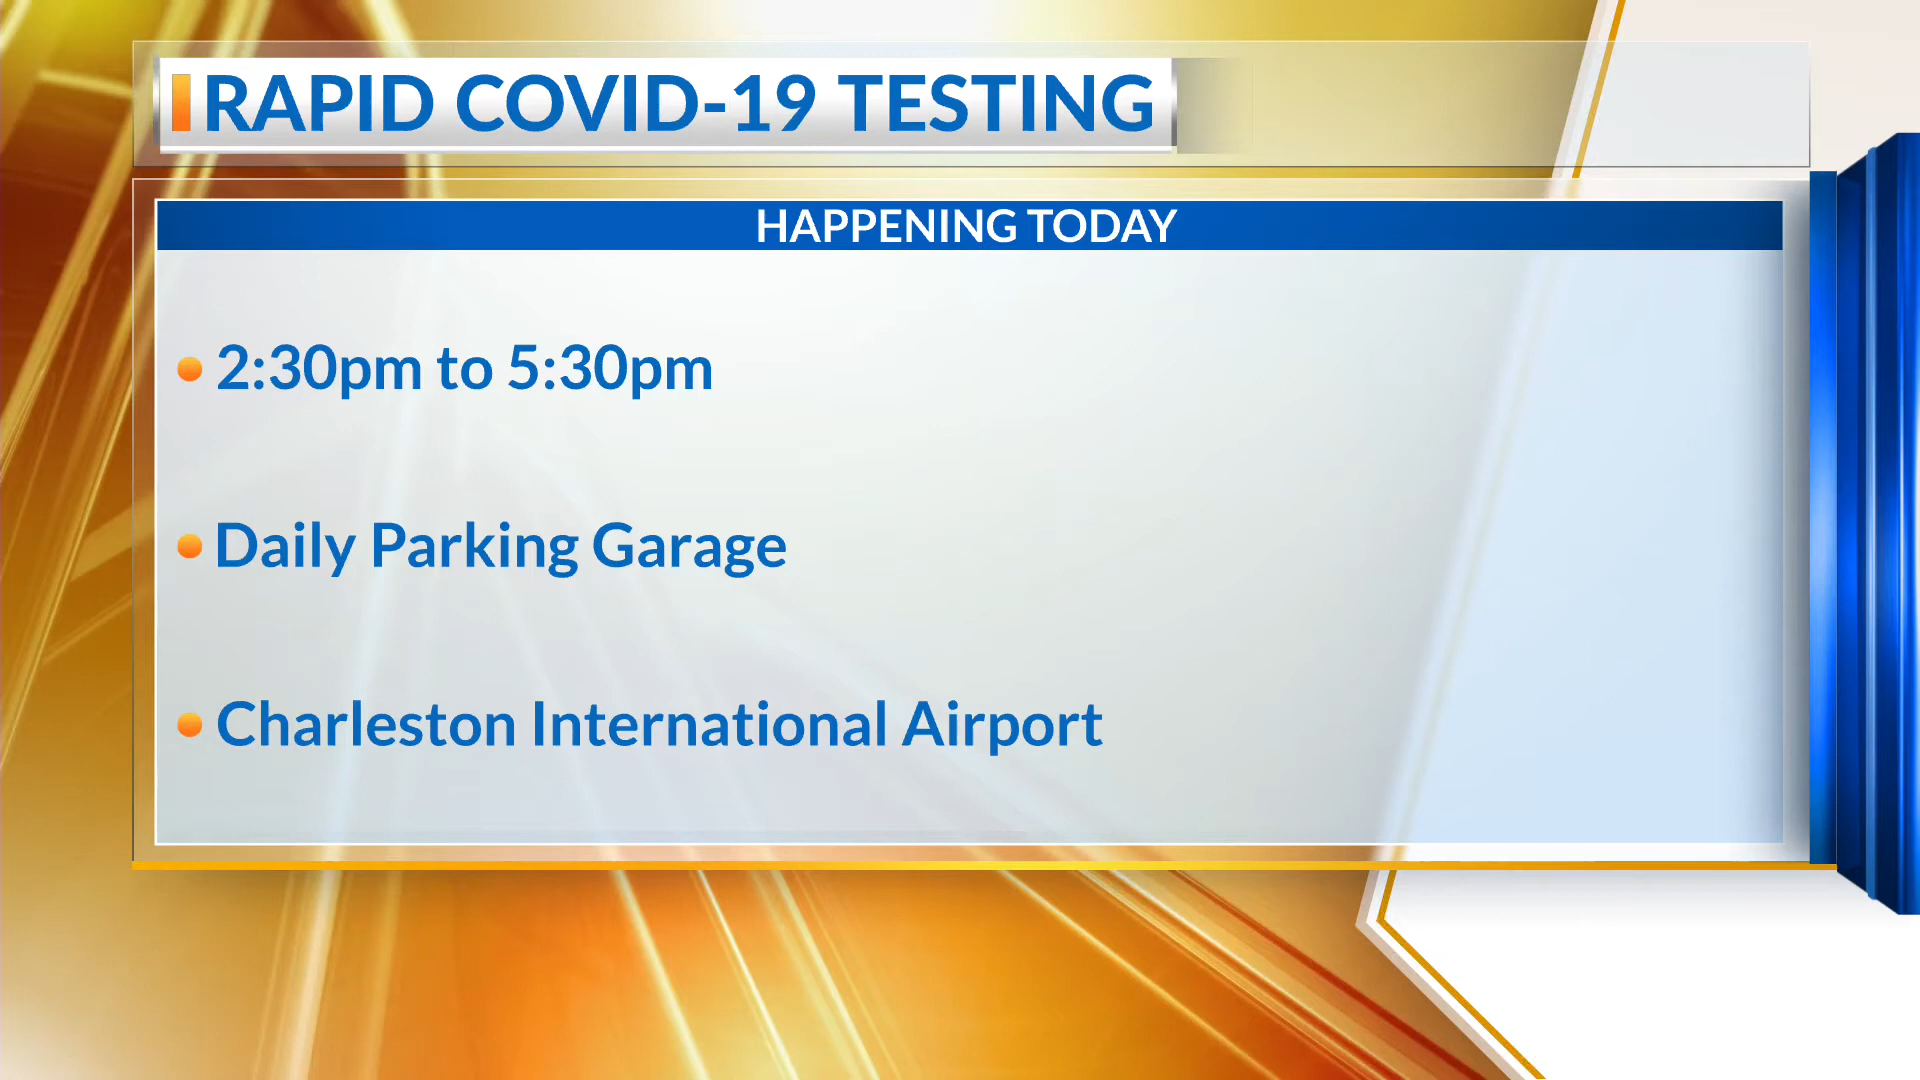 RAPID COVID-19 TESTING
HAPPENING TODAY
• 2:30pm to 5:30pm
• Daily Parking Garage
• Charleston International Airport